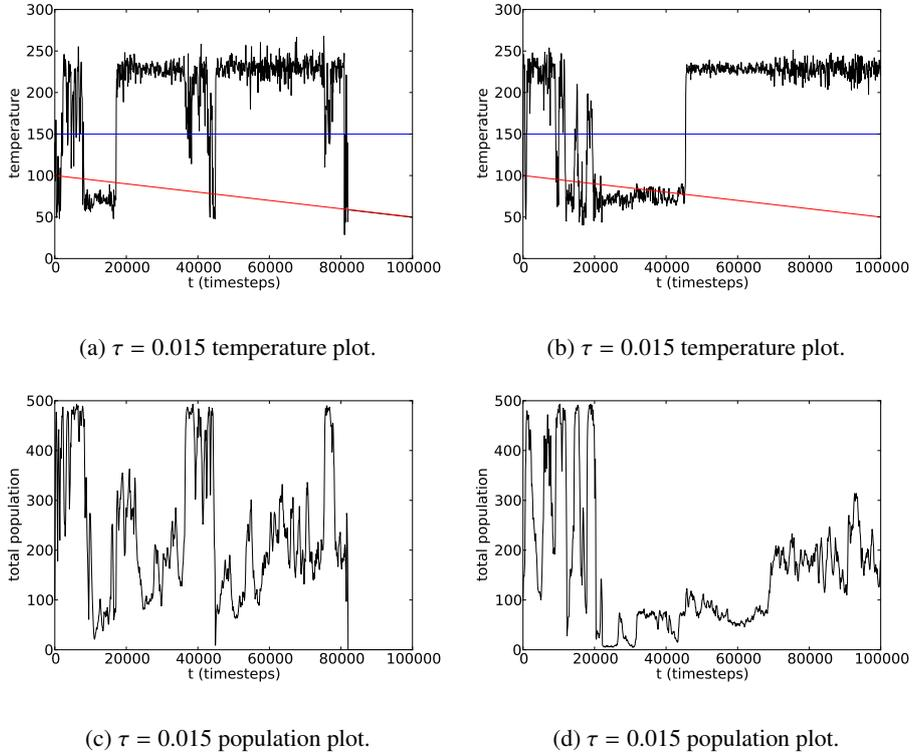 300
250
200
150
100
50
0
temperature
0 20000 40000 60000 80000 100000
t (timesteps)
300
250
200
150
100
50
0
temperature
0 20000 40000 60000 80000 100000
t (timesteps)
(a) τ = 0.015 temperature plot.
(b) τ = 0.015 temperature plot.
500
400
300
200
100
0
total population
0 20000 40000 60000 80000 100000
t (timesteps)
500
400
300
200
100
0
total population
0 20000 40000 60000 80000 100000
t (timesteps)
(c) τ = 0.015 population plot.
(d) τ = 0.015 population plot.